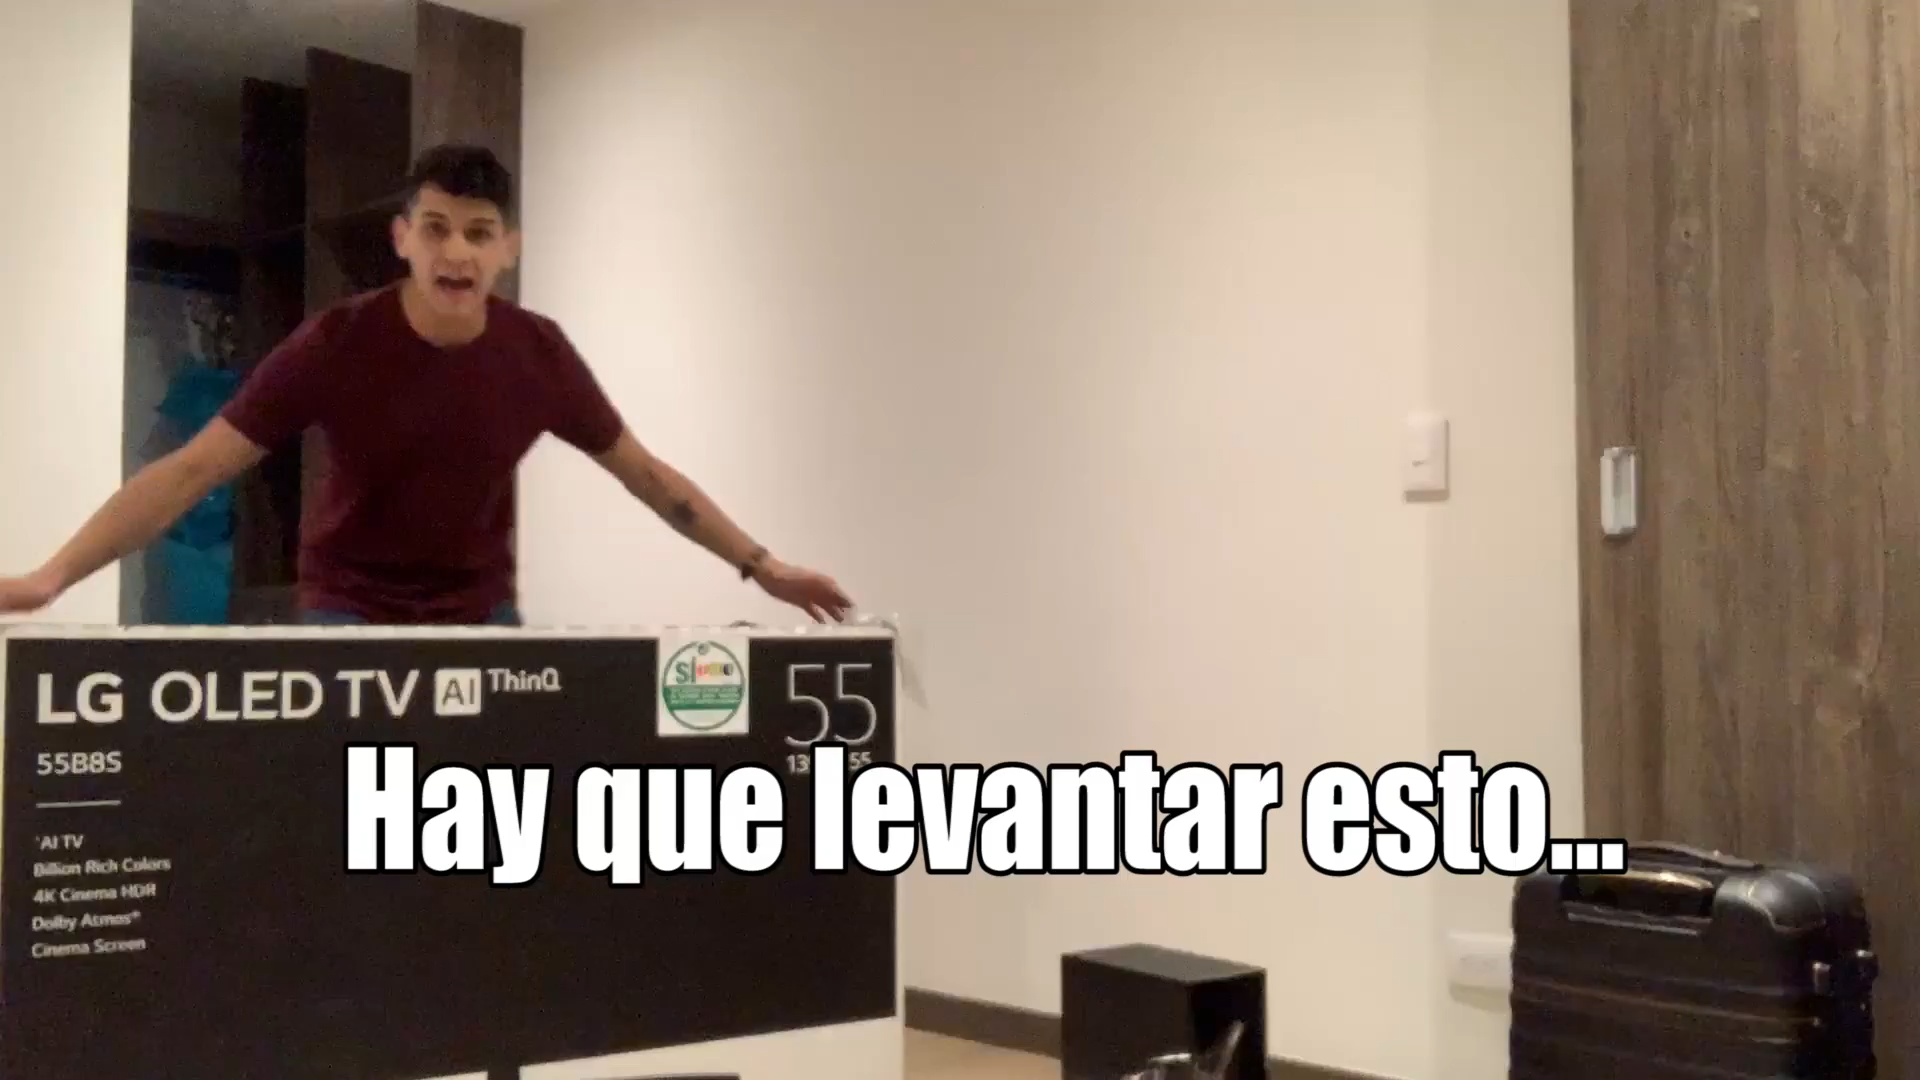 LG OLED TV AI ThinQ
55
55B8S
AI TV
Billion Rich Colors
4K Cinema HDR
Dolby Atmos®
Cinema Screen
Hay que levantar esto...